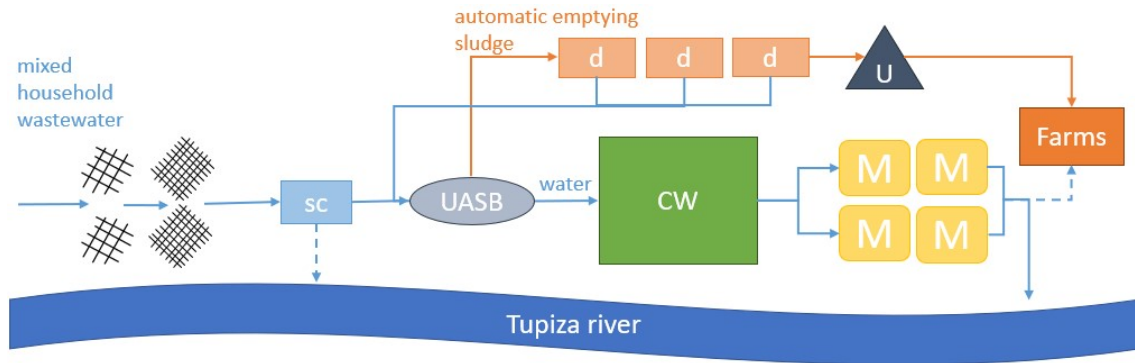 automatic emptying
sludge
d
d
d
U
mixed
household
wastewater
Farms
sc
UASB
water
CW
M
M
M
M
Tupiza river